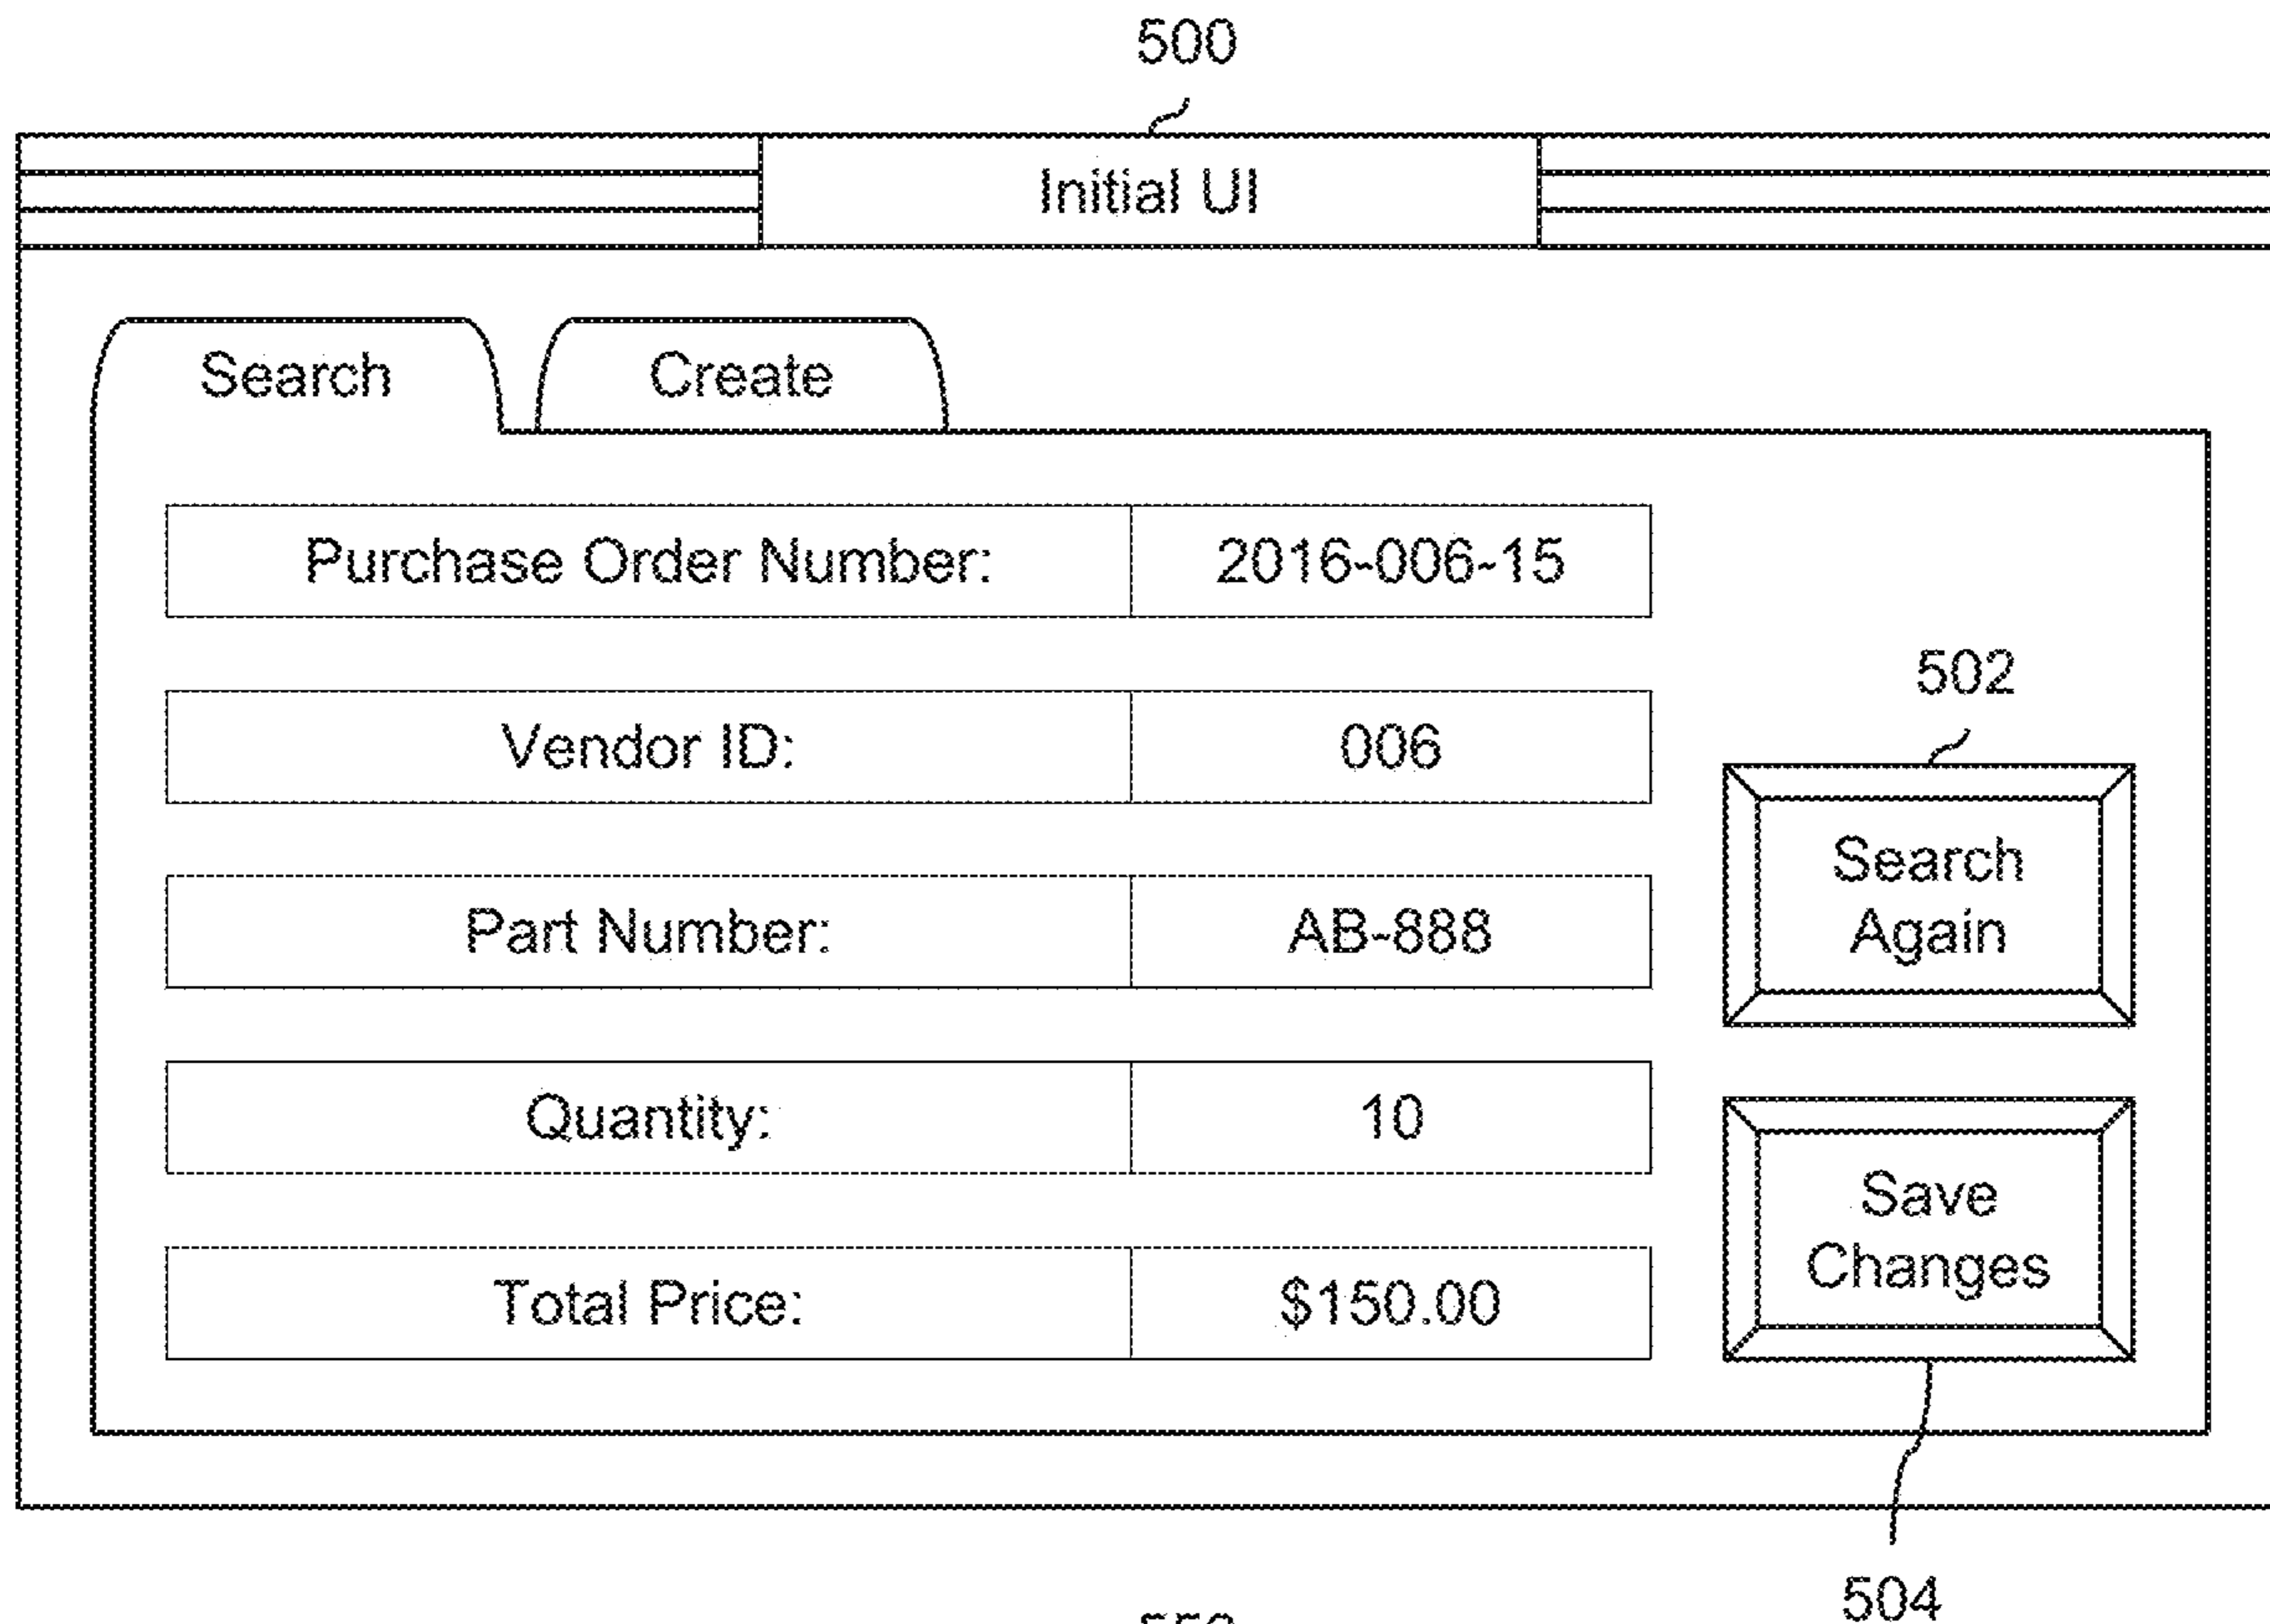 500
Initial UI
Search
Create
Purchase Order Number: 2016-006-15
Vendor ID: 006
502
Part Number: AB-888
Search
Again
Quantity: 10
Save
Changes
Total Price: $150.00
504